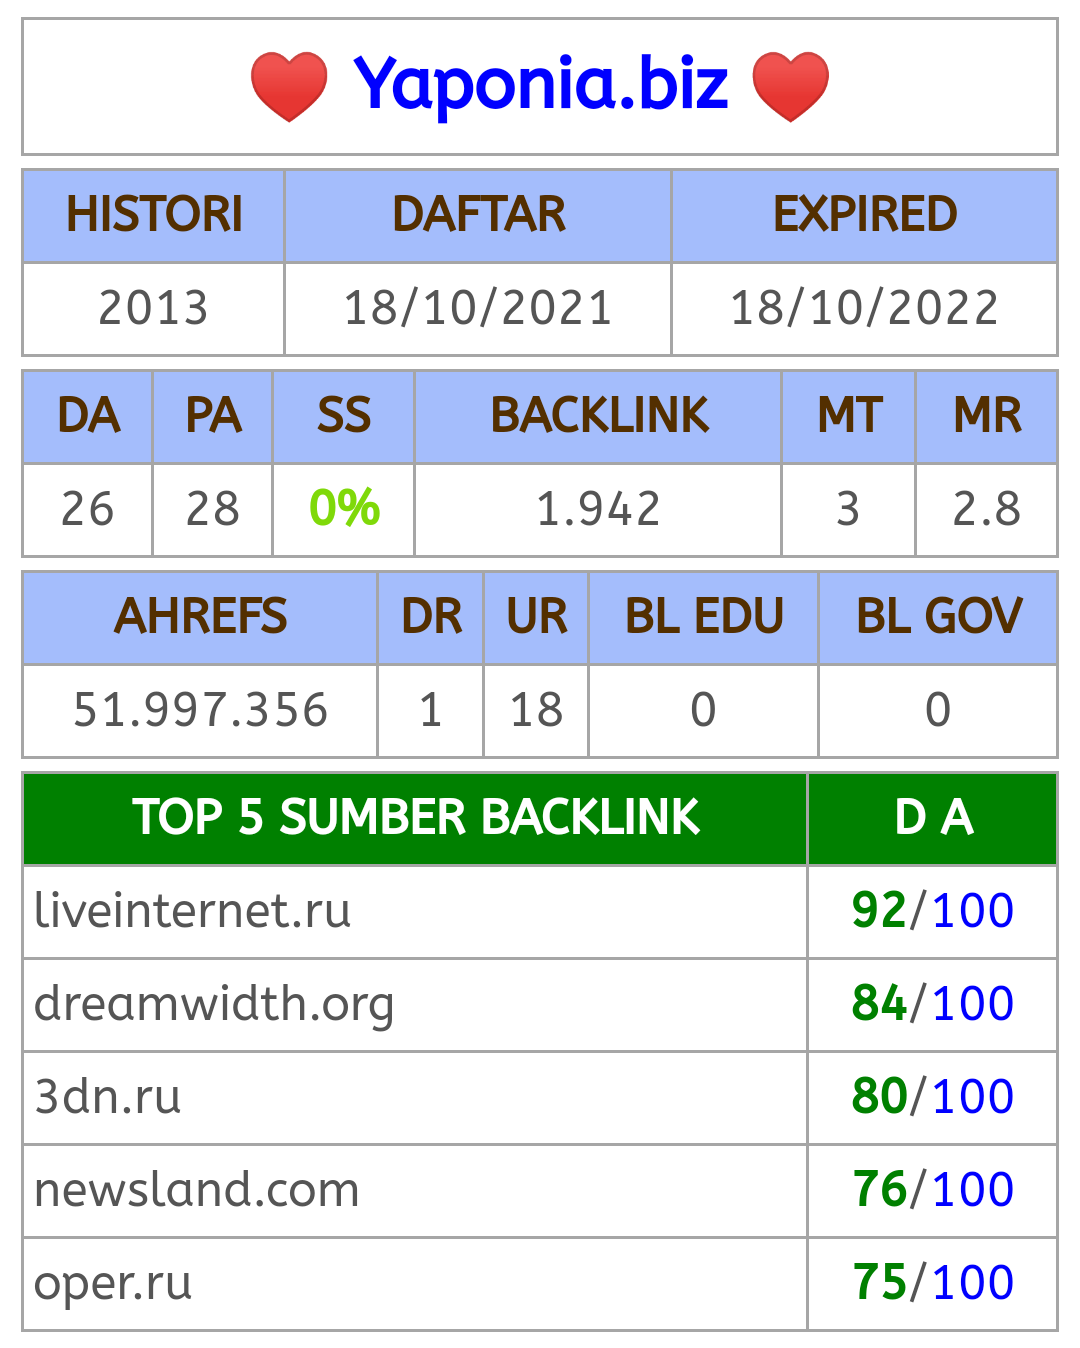 ❤️ Yaponia.biz ❤️
HISTORI DAFTAR EXPIRED
2013 18/10/2021 18/10/2022
DA PA SS BACKLINK MT MR
26 28 0% 1.942 3 2.8
AHREFS DR UR BL EDU BL GOV
51.997.356 1 18 0 0
TOP 5 SUMBER BACKLINK D A
liveinternet.ru 92/100
dreamwidth.org 84/100
3dn.ru 80/100
newsland.com 76/100
oper.ru 75/100